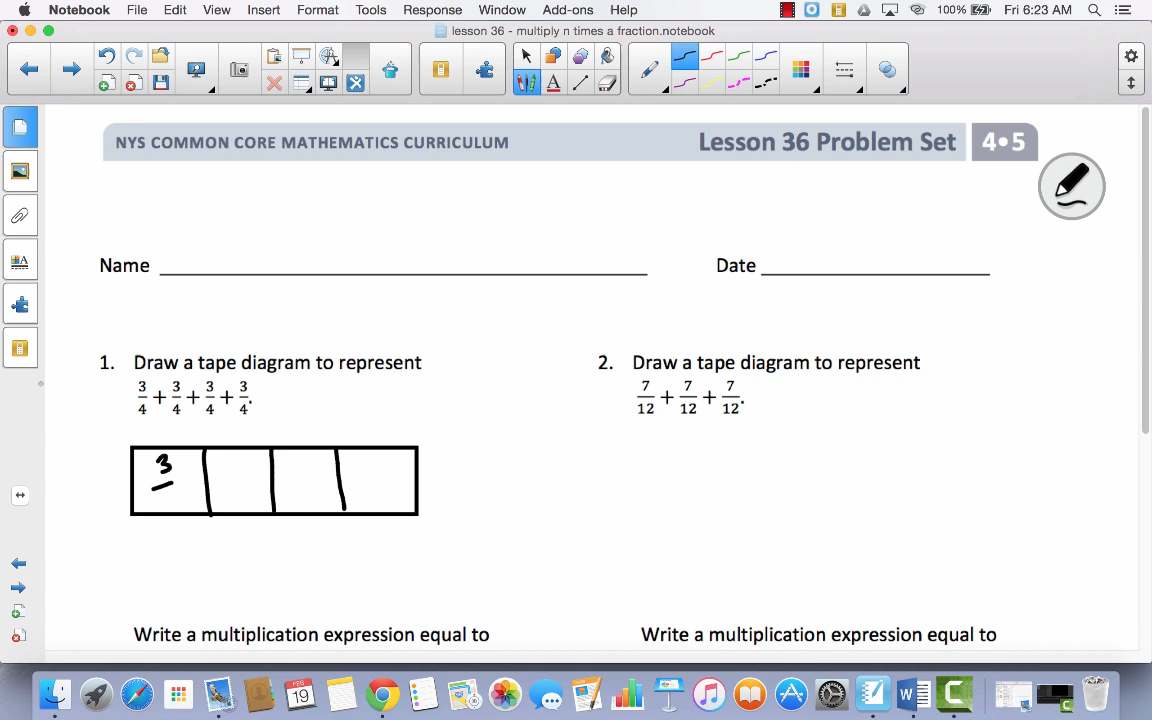 Notebook File Edit View Insert Format Tools Response Window Add-ons Help 100% Fri 6:23 AM
lesson 36 - multiply n times a fraction.notebook
NYS COMMON CORE MATHEMATICS CURRICULUM Lesson 36 Problem Set 4•5
Name Date
1. Draw a tape diagram to represent
3/4 + 3/4 + 3/4 + 3/4.
3
2. Draw a tape diagram to represent
7/12 + 7/12 + 7/12.
Write a multiplication expression equal to
Write a multiplication expression equal to
FEB
19